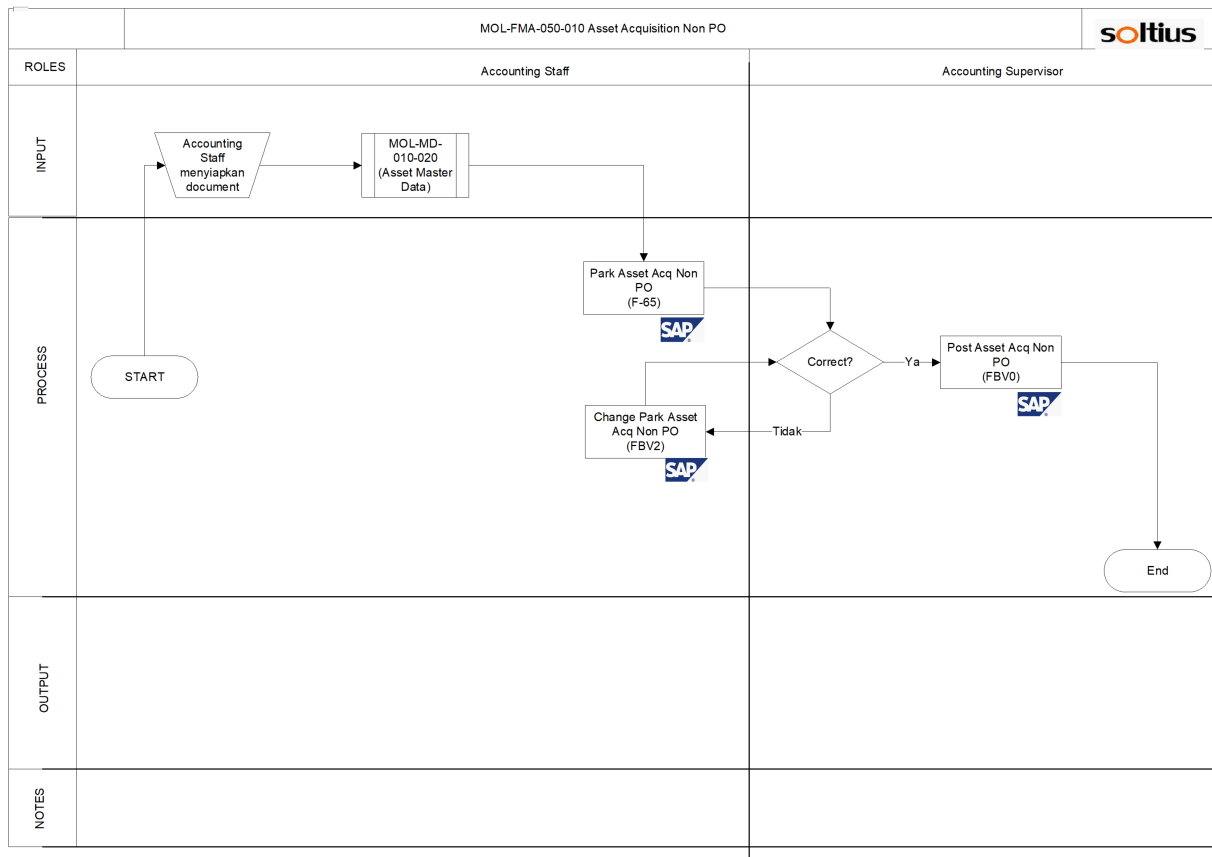 MOL-FMA-050-010 Asset Acquisition Non PO
soltius
ROLES
Accounting Staff
Accounting Supervisor
INPUT
Accounting
Staff
menyiapkan
document
MOL-MD-
010-020
(Asset Master
Data)
PROCESS
START
Park Asset Acq Non
PO
(F-65)
SAP
Correct?
Ya
Post Asset Acq Non
PO
(FBV0)
SAP
Tidak
Change Park Asset
Acq Non PO
(FBV2)
SAP
End
OUTPUT
NOTES